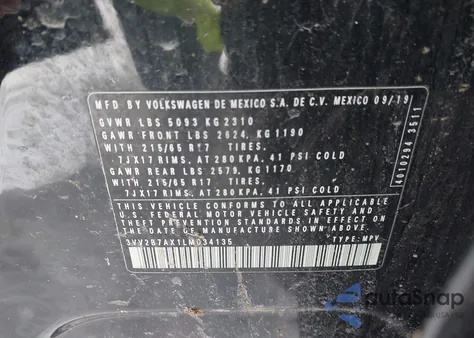 MFD BY VOLKSWAGEN DE MEXICO S.A. DE C.V. MEXICO 09/19
GVWR LBS 5093 KG 2310
GAWR FRONT LBS 2624, KG 1190
WITH 215/65 R17 TIRES,
7JX17 RIMS, AT 280 KPA, 41 PSI COLD
GAWR REAR LBS 2579, KG 1170
WITH 215/65 R17 TIRES,
7JX17 RIMS, AT 280 KPA, 41 PSI COLD
THIS VEHICLE CONFORMS TO ALL APPLICABLE
U.S. FEDERAL MOTOR VEHICLE SAFETY AND
THEFT PREVENTION STANDARDS IN EFFECT ON
THE DATE OF MANUFACTURE SHOWN ABOVE.
3VV2B7AX1LM034135 TYPE: MPV
4010294 3511
autoSnap